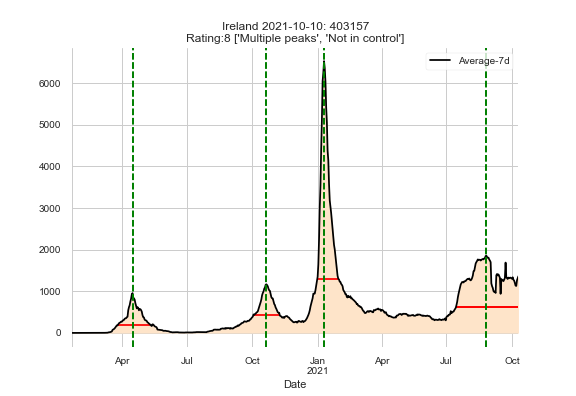 Ireland 2021-10-10: 403157
Rating:8 ['Multiple peaks', 'Not in control']
Average-7d
6000
5000
4000
3000
2000
1000
0
Apr Jul Oct Jan Apr Jul Oct
2021
Date